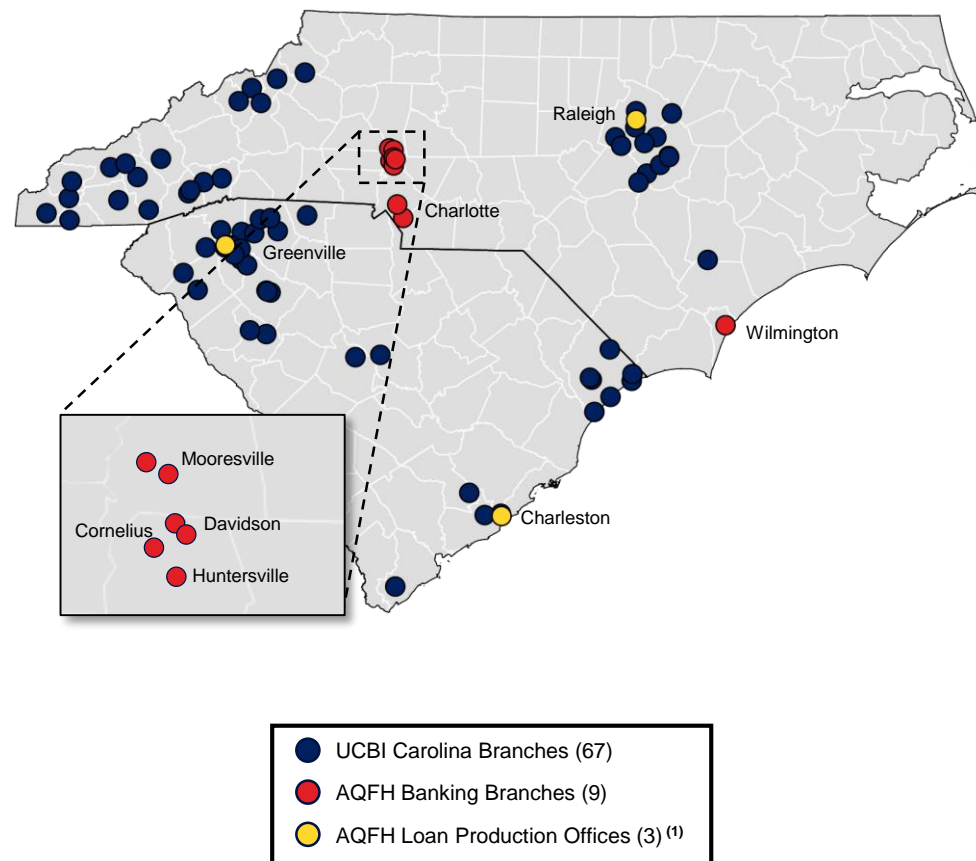 Raleigh
Charlotte
Greenville
Wilmington
Mooresville
Cornelius
Davidson
Huntersville
Charleston
UCBI Carolina Branches (67)
AQFH Banking Branches (9)
AQFH Loan Production Offices (3) (1)